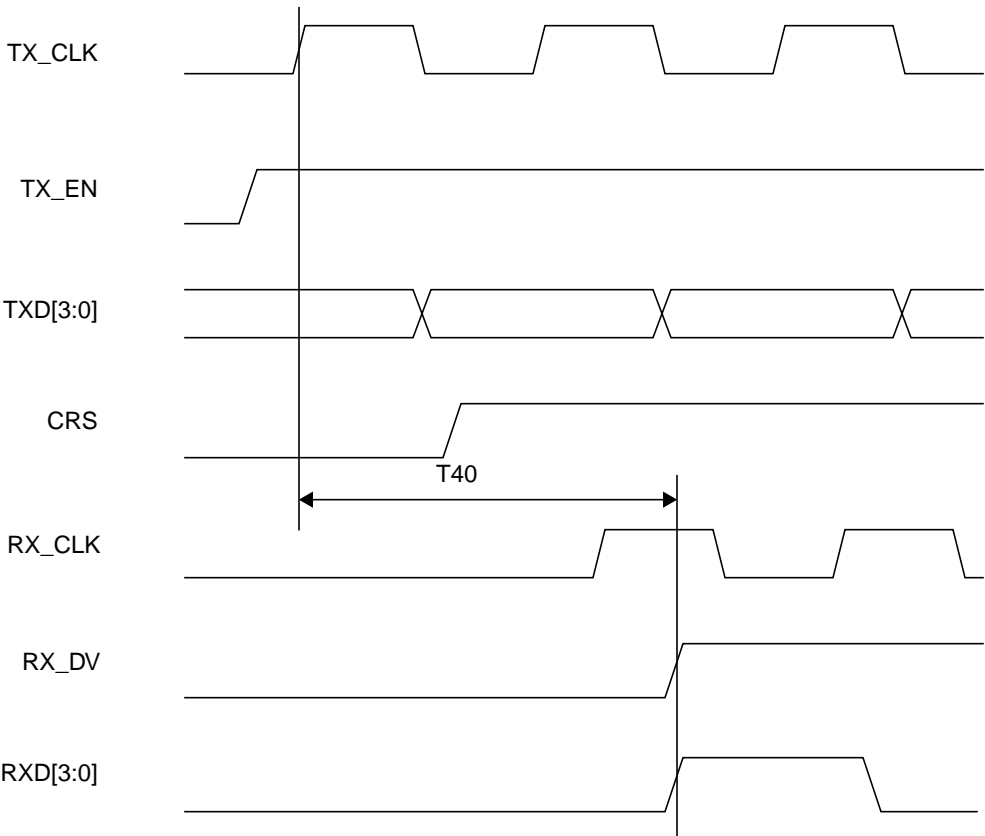 TX_CLK
TX_EN
TXD[3:0]
CRS
T40
RX_CLK
RX_DV
RXD[3:0]